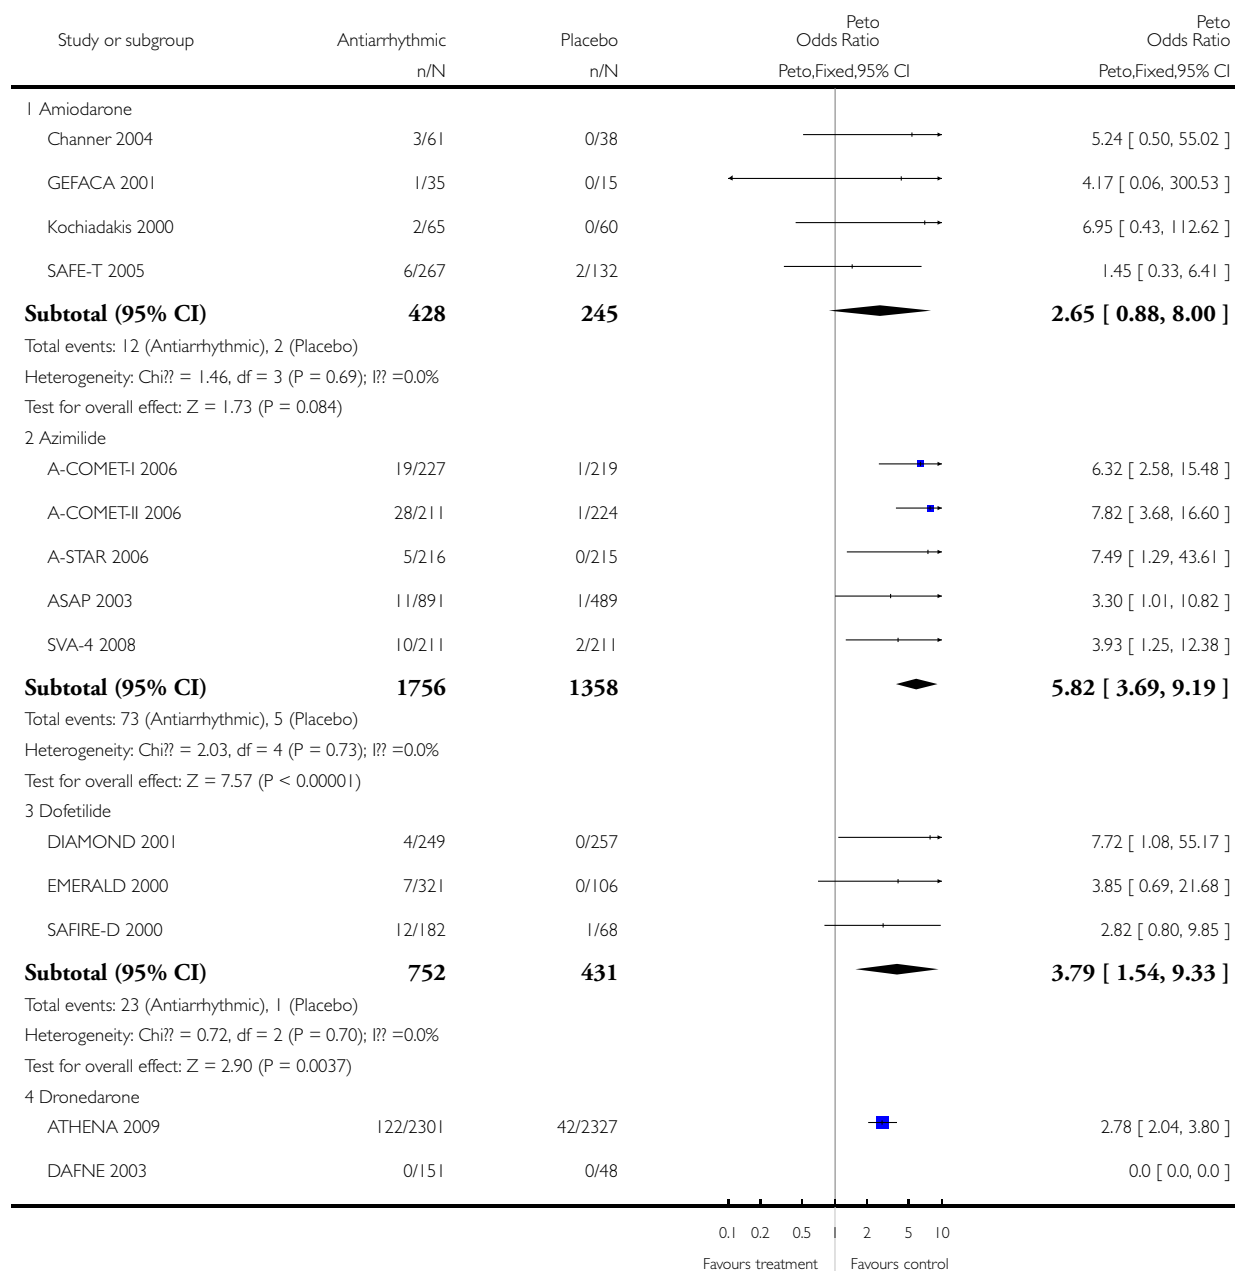 Peto Peto
Study or subgroup Antiarrhythmic Placebo Odds Ratio Odds Ratio
n/N n/N Peto,Fixed,95% CI Peto,Fixed,95% CI
1 Amiodarone
Channer 2004 3/61 0/38 5.24 [ 0.50, 55.02 ]
GEFACA 2001 1/35 0/15 4.17 [ 0.06, 300.53 ]
Kochiadakis 2000 2/65 0/60 6.95 [ 0.43, 112.62 ]
SAFE-T 2005 6/267 2/132 1.45 [ 0.33, 6.41 ]
Subtotal (95% CI) 428 245 2.65 [ 0.88, 8.00 ]
Total events: 12 (Antiarrhythmic), 2 (Placebo)
Heterogeneity: Chi?? = 1.46, df = 3 (P = 0.69); I?? =0.0%
Test for overall effect: Z = 1.73 (P = 0.084)
2 Azimilide
A-COMET-I 2006 19/227 1/219 6.32 [ 2.58, 15.48 ]
A-COMET-II 2006 28/211 1/224 7.82 [ 3.68, 16.60 ]
A-STAR 2006 5/216 0/215 7.49 [ 1.29, 43.61 ]
ASAP 2003 11/891 1/489 3.30 [ 1.01, 10.82 ]
SVA-4 2008 10/211 2/211 3.93 [ 1.25, 12.38 ]
Subtotal (95% CI) 1756 1358 5.82 [ 3.69, 9.19 ]
Total events: 73 (Antiarrhythmic), 5 (Placebo)
Heterogeneity: Chi?? = 2.03, df = 4 (P = 0.73); I?? =0.0%
Test for overall effect: Z = 7.57 (P < 0.00001)
3 Dofetilide
DIAMOND 2001 4/249 0/257 7.72 [ 1.08, 55.17 ]
EMERALD 2000 7/321 0/106 3.85 [ 0.69, 21.68 ]
SAFIRE-D 2000 12/182 1/68 2.82 [ 0.80, 9.85 ]
Subtotal (95% CI) 752 431 3.79 [ 1.54, 9.33 ]
Total events: 23 (Antiarrhythmic), 1 (Placebo)
Heterogeneity: Chi?? = 0.72, df = 2 (P = 0.70); I?? =0.0%
Test for overall effect: Z = 2.90 (P = 0.0037)
4 Dronedarone
ATHENA 2009 122/2301 42/2327 2.78 [ 2.04, 3.80 ]
DAFNE 2003 0/151 0/48 0.0 [ 0.0, 0.0 ]
0.1 0.2 0.5 1 2 5 10
Favours treatment Favours control